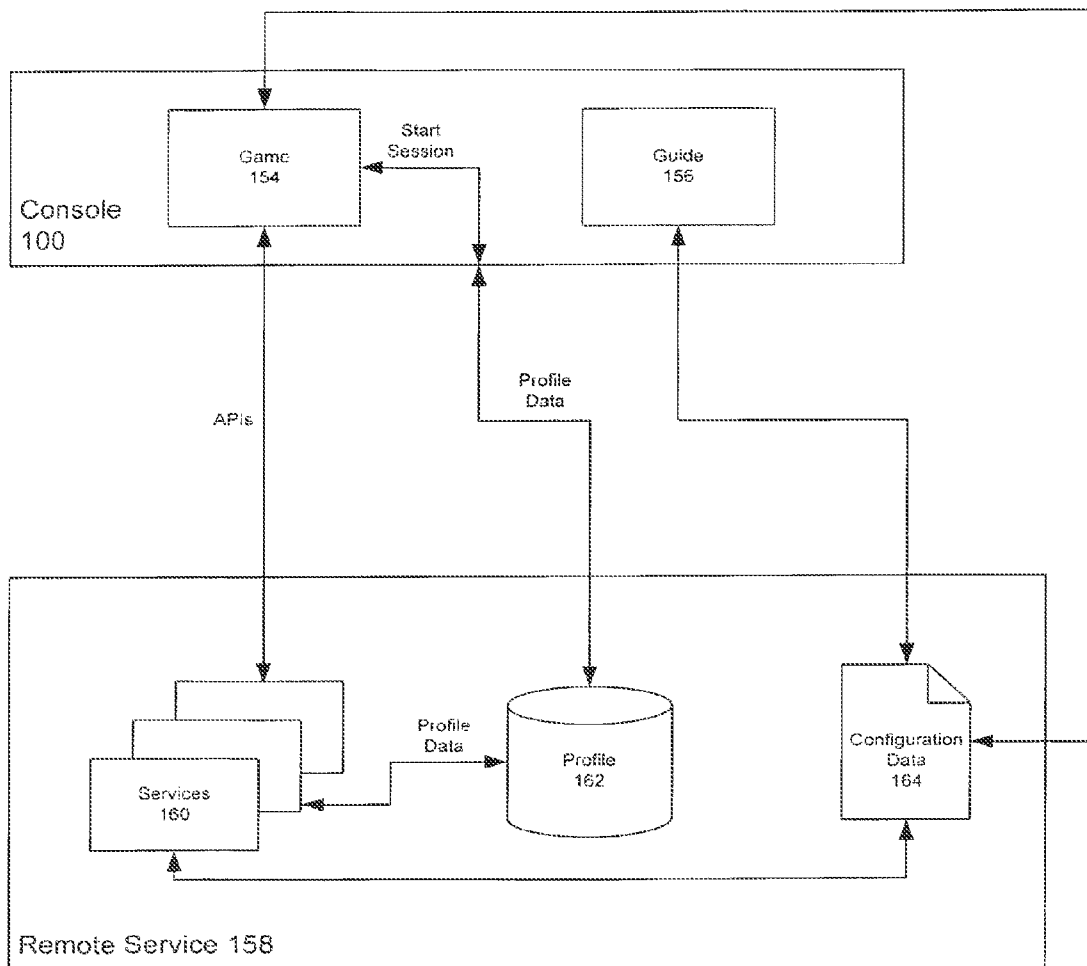 Game
154
Start
Session
Guide
156
Console
100
Profile
Data
APIs
Profile
Data
Services
160
Profile
162
Configuration
Data
164
Remote Service 158